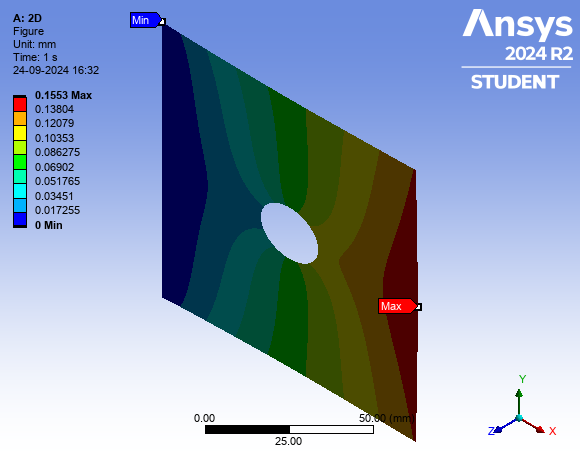 A: 2D
Figure
Unit: mm
Time: 1 s
24-09-2024 16:32
0.1553 Max
0.13804
0.12079
0.10353
0.086275
0.06902
0.051765
0.03451
0.017255
0 Min
Min
Ansys
2024 R2
STUDENT
Max
0.00
50.00 (mm)
25.00
Y
Z
X